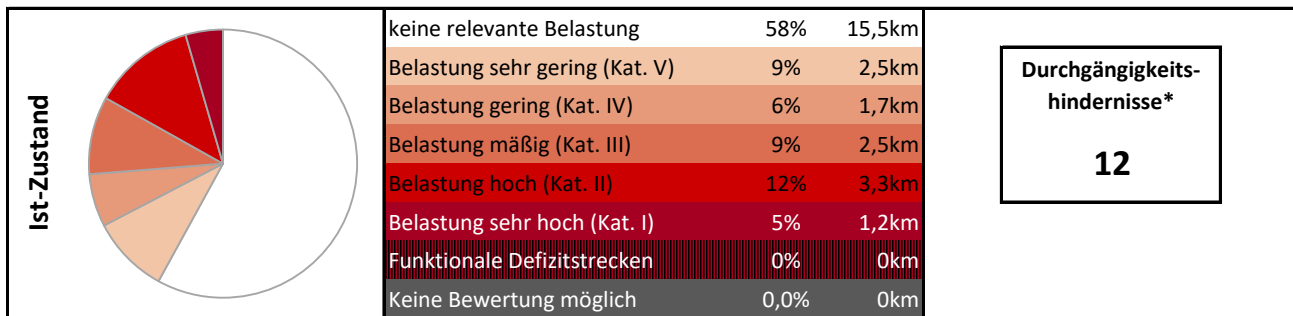 Ist-Zustand
keine relevante Belastung 58% 15,5km
Belastung sehr gering (Kat. V) 9% 2,5km
Belastung gering (Kat. IV) 6% 1,7km
Belastung mäßig (Kat. III) 9% 2,5km
Belastung hoch (Kat. II) 12% 3,3km
Belastung sehr hoch (Kat. I) 5% 1,2km
Funktionale Defizitstrecken 0% 0km
Keine Bewertung möglich 0,0% 0km
Durchgängigkeits-
hindernisse*
12